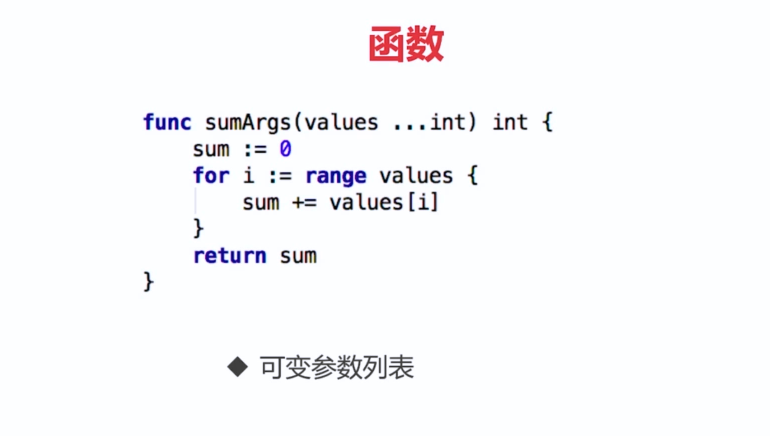 函数
func sumArgs(values ...int) int {
    sum := 0
    for i := range values {
        sum += values[i]
    }
    return sum
}
◆ 可变参数列表